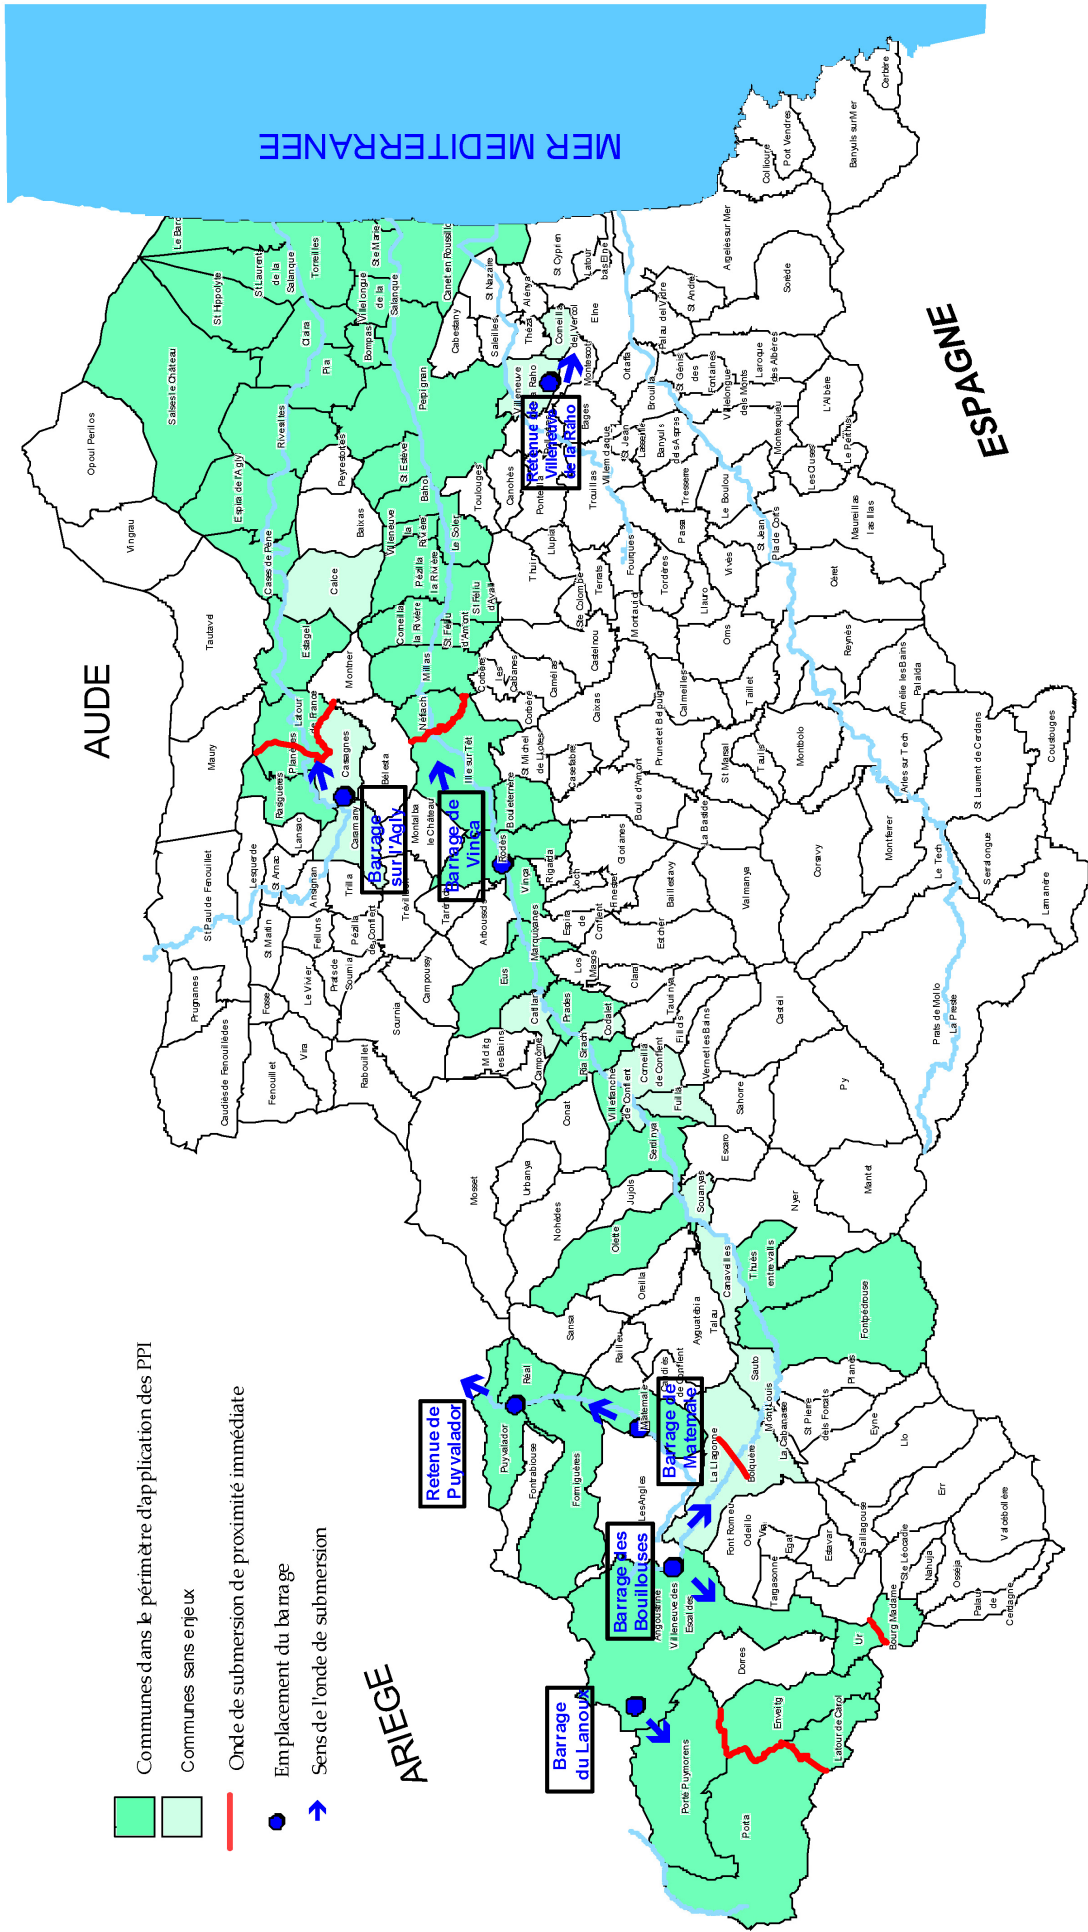 Communes dans le périmètre d'application des PPI
Communes sans enjeux
Onde de submersion de proximité immédiate
Emplacement du barrage
Sens de l'onde de submersion
AUDE
ARIEGE
ESPAGNE
MER MEDITERRANEE
Retenue de
Puyvalador
Barrage de
Matemale
Barrage des
Bouillouses
Barrage
du Lanoux
Barrage
sur l'Agly
Barrage de
Vinça
Retenue de
Villeneuve
de la Raho
Opoul Perilos
Vingrau
Tautavel
Maury
St Paul de Fenouillet
Prugnanes
Caudiès de Fenouillèdes
Fenouillet
Fosse
Vira
Le Vivier
St Martin
Lesquerde
St Arnac
Lansac
Ansignan
Felluns
Prats de
Sournia
Pézilla
de Conflent
Trilla
Rabouillet
Sournia
Campoussy
Caramany
Cassagnes
Bélesta
Rasiguères
Planèzes
Latour
de France
Montner
Estagel
Calce
Cases de Pène
Espira de l'Agly
Baixas
Peyrestortes
Rivesaltes
Salses le Château
St Hippolyte
Le Barc
St Laurent
de la
Salanque
Torreilles
Claira
Pia
Bompas
Villelongue
de la
Salanque
Ste Marie
Canet en Roussillo
Perpignan
St Estève
Baho
Villeneuve
la
Rivière
Pézilla
la Rivière
Corneilla
la Rivière
Le Soler
St Féliu
d'Avall
St Féliu
d'Amont
Millas
Néfiach
Ille sur Têt
Montalba
le Château
Bouleternère
Rodès
Vinça
Rigarda
Joch
Finestret
Espira
de
Conflent
Marquixanes
Eus
Los
Masos
Prades
Catllar
Codalet
Ria Sirach
Campôme
Molitg
les Bains
Mosset
Conat
Urbanya
Nohèdes
Jujols
Serdinya
Villefranche
de Conflent
Corneilla
de Conflent
Fuilla
Fillols
Taurinya
Clara
Estoher
Baillestavy
Valmanya
Vernet les Bains
Castell
Sahorre
Py
Escaro
Souanyas
Nyer
Mantet
Olette
Oreilla
Canaveilles
Thuès
entre valls
Fontpédrouse
Talau
Ayguatébia
Sansa
Railleu
Caudiès
de Conflent
Réal
Puyvalador
Fontrabiouse
Formiguères
Matemale
Les Angles
La Llagonne
Sauto
Mont Louis
La Cabanasse
Bolquère
St Pierre
dels Forcats
Planès
Eyne
Llo
Err
Saillagouse
Ste Léocadie
Nahuja
Osséja
Valcebollère
Palau
de
Cerdagne
Estavar
Egat
Targasonne
Font Romeu
Odeillo
Via
Angoustrine
Villeneuve des
Escaldes
Dorres
Ur
Bourg Madame
Enveitg
Latour de Carol
Porté Puymorens
Porta
Toulouges
Canohès
Thuir
Llupia
Trouillas
Terrats
Ste Colombe
Castelnou
Camélas
Corbère
les
Cabanes
Corbère
St Michel
de Llotes
Casefabre
Caixas
Montauriol
Fourques
Tordères
Llauro
Passa
Tresserre
Villemolaque
St Jean
Lasseille
Banyuls
dels Aspres
Brouilla
Ortaffa
Bages
Montescot
Corneilla
del Vercol
Elne
Latour
bas Elne
St Cyprien
Alénya
Théza
Saleilles
Cabestany
St Nazaire
Villeneuve
Palau del Vidre
St André
Argelès sur Mer
Collioure
Port Vendres
Banyuls sur Mer
Cerbère
Sorède
Laroque
des Albères
St Génis
des
Fontaines
Villelongue
dels Monts
Montesquieu
L'Albère
Le Perthus
Les Cluses
Le Boulou
Maureillas
las Illas
St Jean
Pla de Corts
Vivès
Céret
Oms
Reynès
Calmeilles
Taillet
Prunet et Belpuig
Boule d'Amont
Glorianes
La Bastide
St Marsal
Taulis
Montbolo
Amélie les Bains
Palalda
Arles sur Tech
Corsavy
Montferrer
Le Tech
St Laurent de Cerdans
Coustouges
Serralongue
Lamanère
Prats de Mollo
La Preste